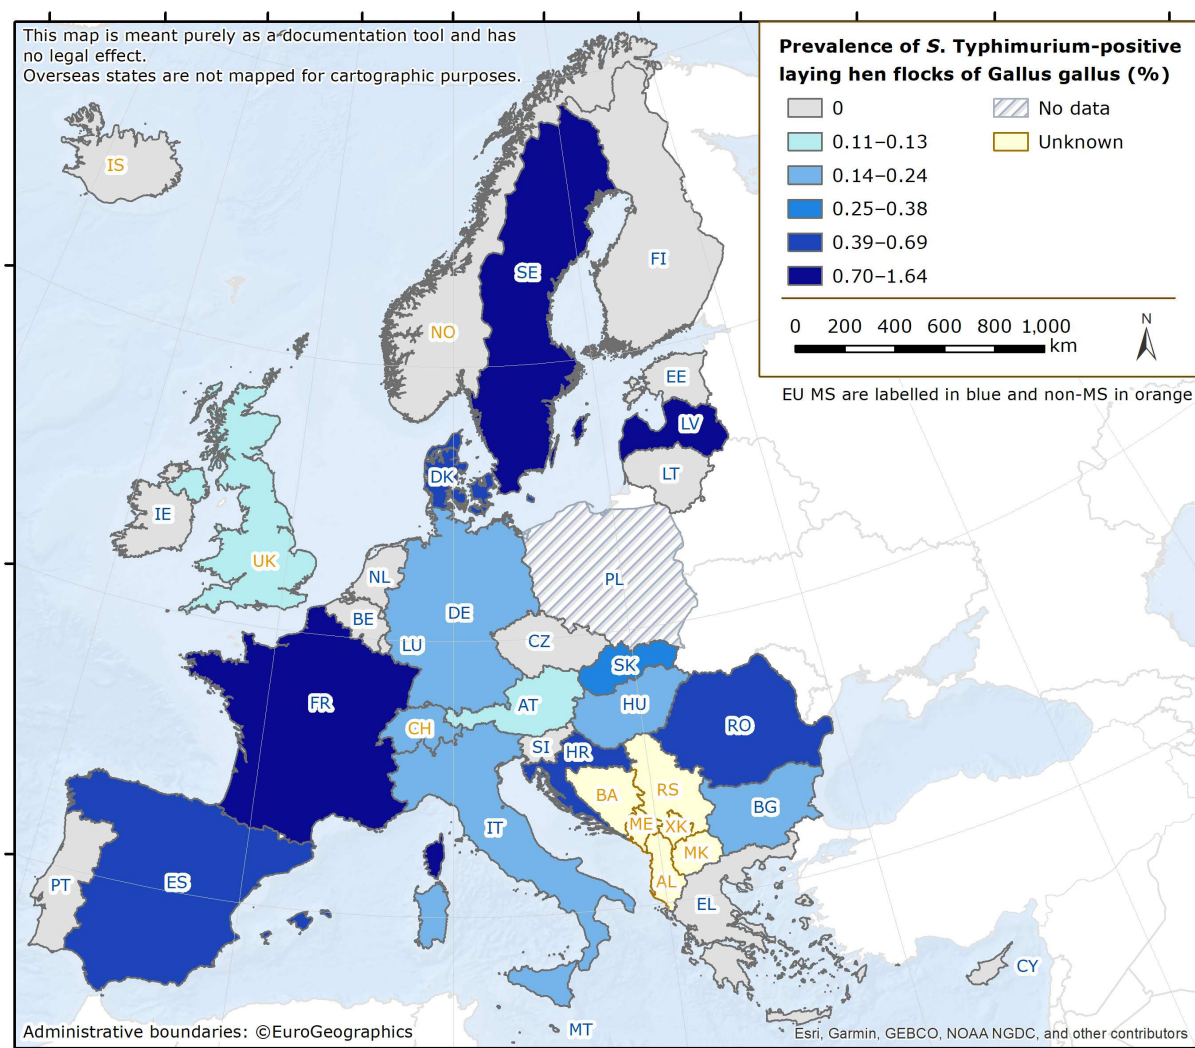 This map is meant purely as a documentation tool and has
no legal effect.
Overseas states are not mapped for cartographic purposes.
Prevalence of S. Typhimurium-positive
laying hen flocks of Gallus gallus (%)
0
No data
0.11–0.13
Unknown
0.14–0.24
0.25–0.38
0.39–0.69
0.70–1.64
0 200 400 600 800 1,000
km
N
EU MS are labelled in blue and non-MS in orange
IS
SE
FI
NO
EE
LV
LT
DK
IE
UK
NL
PL
BE
DE
LU
CZ
SK
FR
AT
HU
CH
RO
SI
HR
BA
RS
BG
IT
ME
XK
MK
PT
ES
AL
EL
CY
MT
Administrative boundaries: ©EuroGeographics
Esri, Garmin, GEBCO, NOAA NGDC, and other contributors